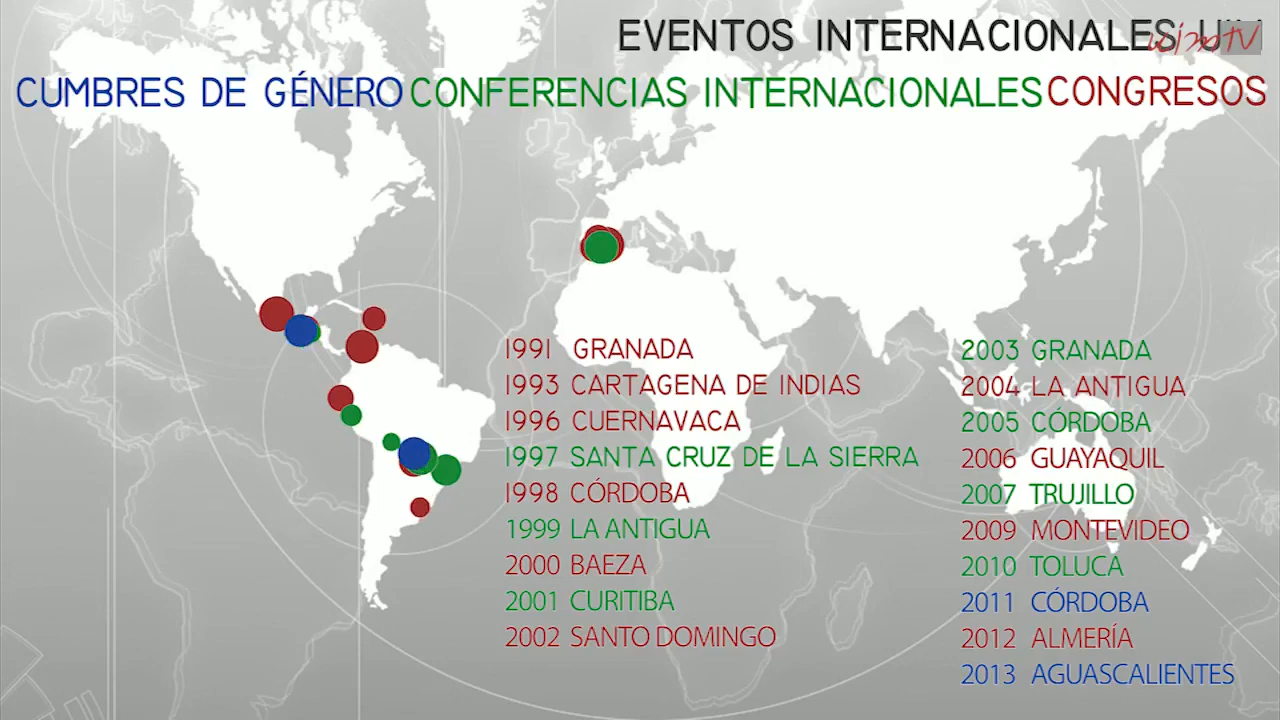 EVENTOS INTERNACIONALES
CUMBRES DE GÉNERO CONFERENCIAS INTERNACIONALES CONGRESOS
1991 GRANADA
1993 CARTAGENA DE INDIAS
1996 CUERNAVACA
1997 SANTA CRUZ DE LA SIERRA
1998 CÓRDOBA
1999 LA ANTIGUA
2000 BAEZA
2001 CURITIBA
2002 SANTO DOMINGO
2003 GRANADA
2004 LA ANTIGUA
2005 CÓRDOBA
2006 GUAYAQUIL
2007 TRUJILLO
2009 MONTEVIDEO
2010 TOLUCA
2011 CÓRDOBA
2012 ALMERÍA
2013 AGUASCALIENTES